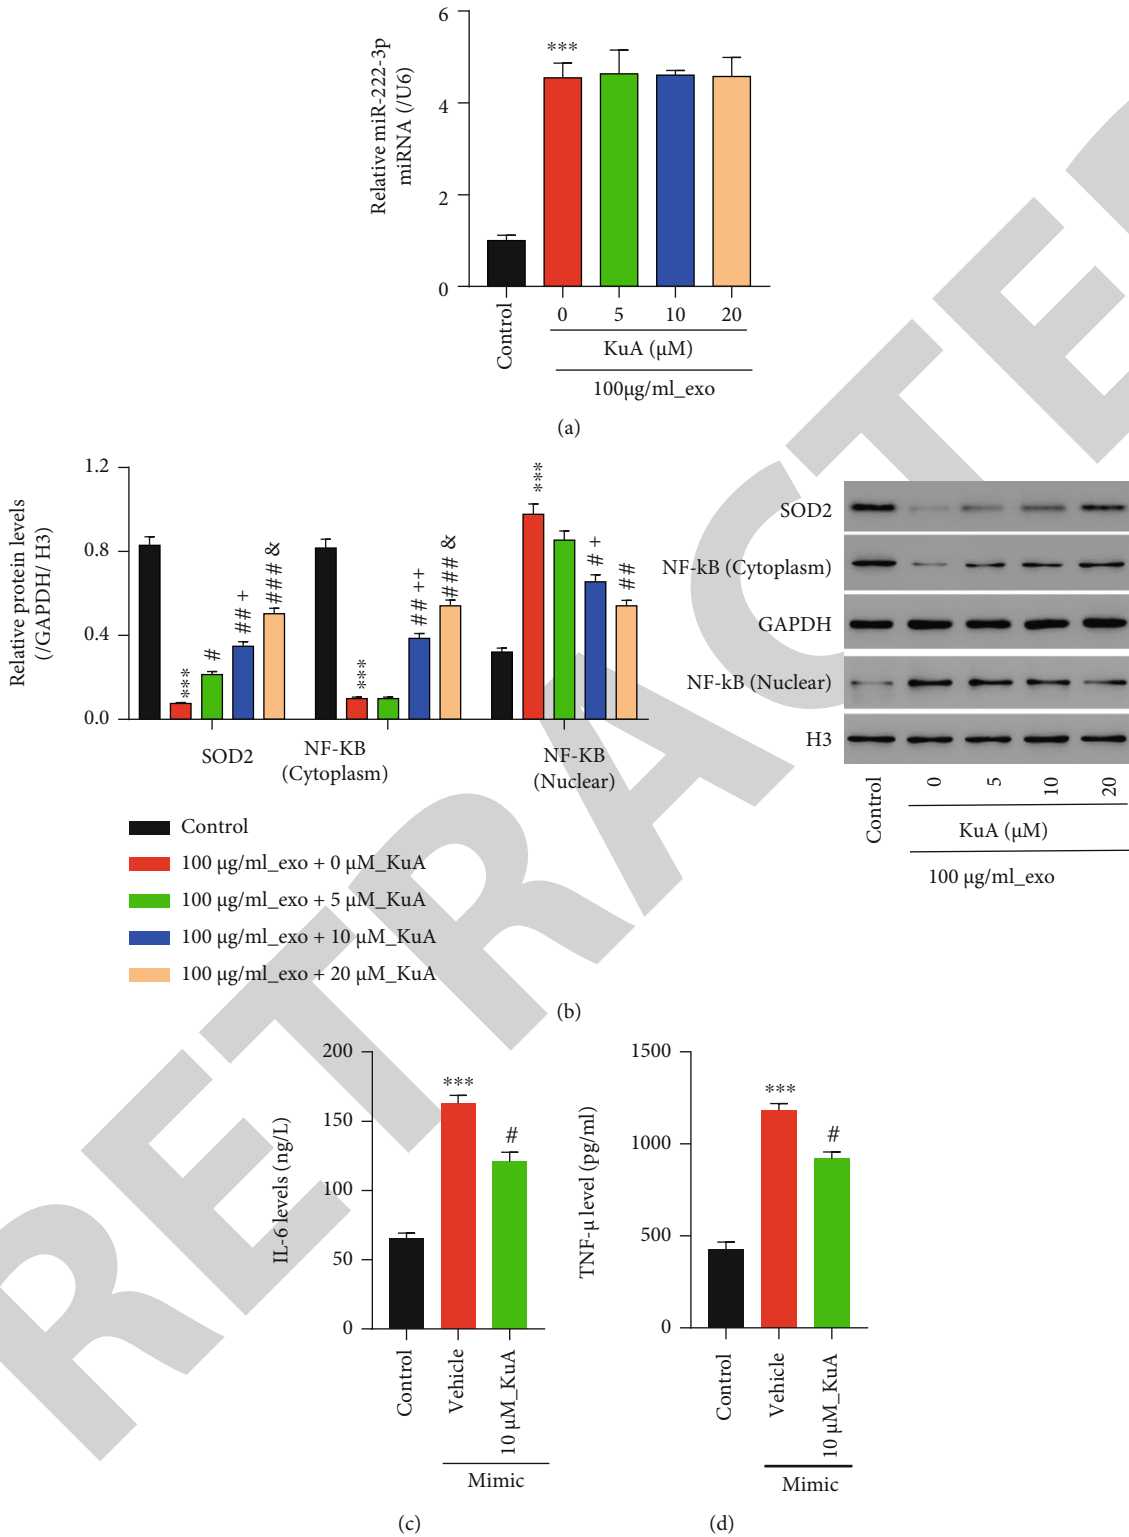 RETRACTED
6
4
2
0
Relative miR-222-3p
miRNA (/U6)
***
Control
0 5 10 20
KuA (μM)
100μg/ml_exo
(a)
1.2
0.8
0.4
0.0
Relative protein levels
(/GAPDH/ H3)
***
#
## +
### &
***
## ++
### &
***
# +
##
SOD2
NF-KB
(Cytoplasm)
NF-KB
(Nuclear)
Control
100 μg/ml_exo + 0 μM_KuA
100 μg/ml_exo + 5 μM_KuA
100 μg/ml_exo + 10 μM_KuA
100 μg/ml_exo + 20 μM_KuA
SOD2
NF-kB (Cytoplasm)
GAPDH
NF-kB (Nuclear)
H3
Control
0 5 10 20
KuA (μM)
100 μg/ml_exo
(b)
200
150
100
50
0
IL-6 levels (ng/L)
***
#
Control
Vehicle
10 μM_KuA
Mimic
(c)
1500
1000
500
0
TNF-μ level (pg/ml)
***
#
Control
Vehicle
10 μM_KuA
Mimic
(d)